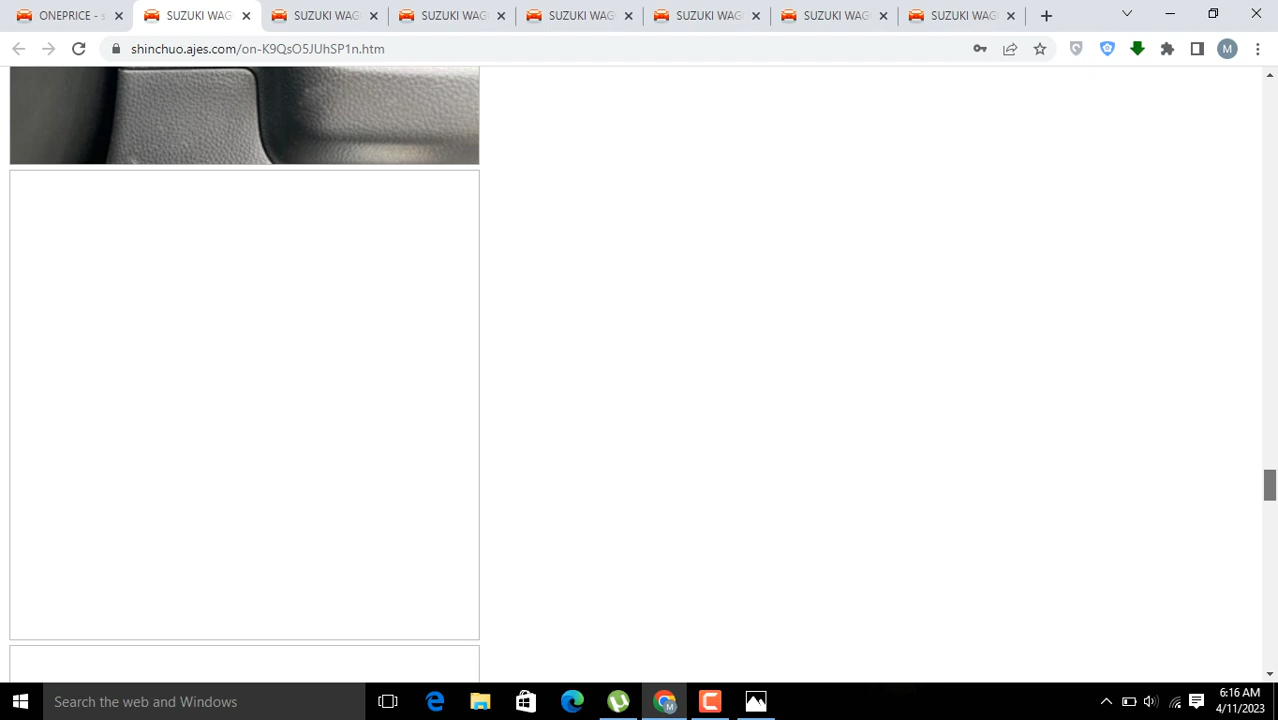 ONEPRICE - s
SUZUKI WAG
SUZUKI WAG
SUZUKI WAG
SUZUKI WAG
SUZUKI WAG
SUZUKI WAG
SUZUKI WAG
shinchuo.ajes.com/on-K9QsO5JUhSP1n.htm
M
Search the web and Windows
M
6:16 AM
4/11/2023